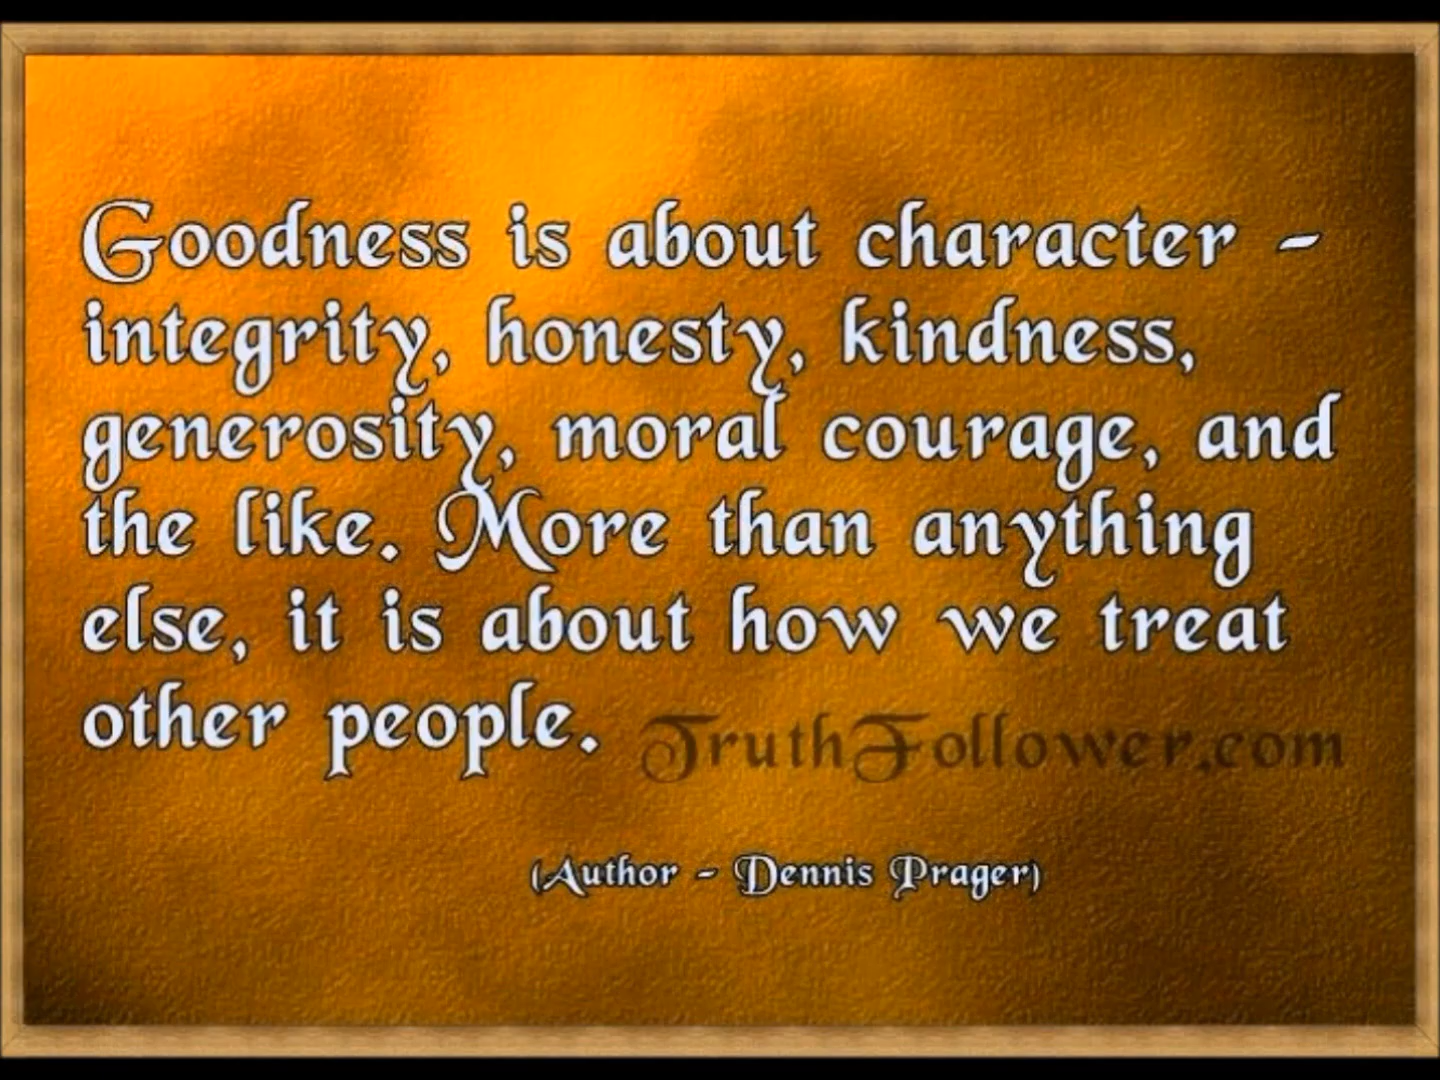 Goodness is about character -
integrity, honesty, kindness,
generosity, moral courage, and
the like. More than anything
else, it is about how we treat
other people.
TruthFollower.com
(Author - Dennis Prager)